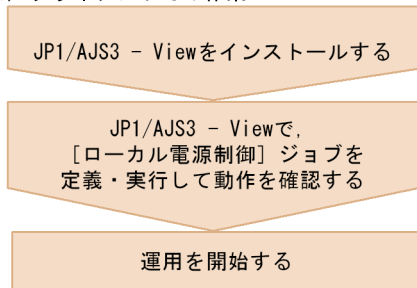 JP1/AJS3 - Viewをインストールする
JP1/AJS3 - Viewで,
［ローカル電源制御］ジョブを
定義・実行して動作を確認する
運用を開始する